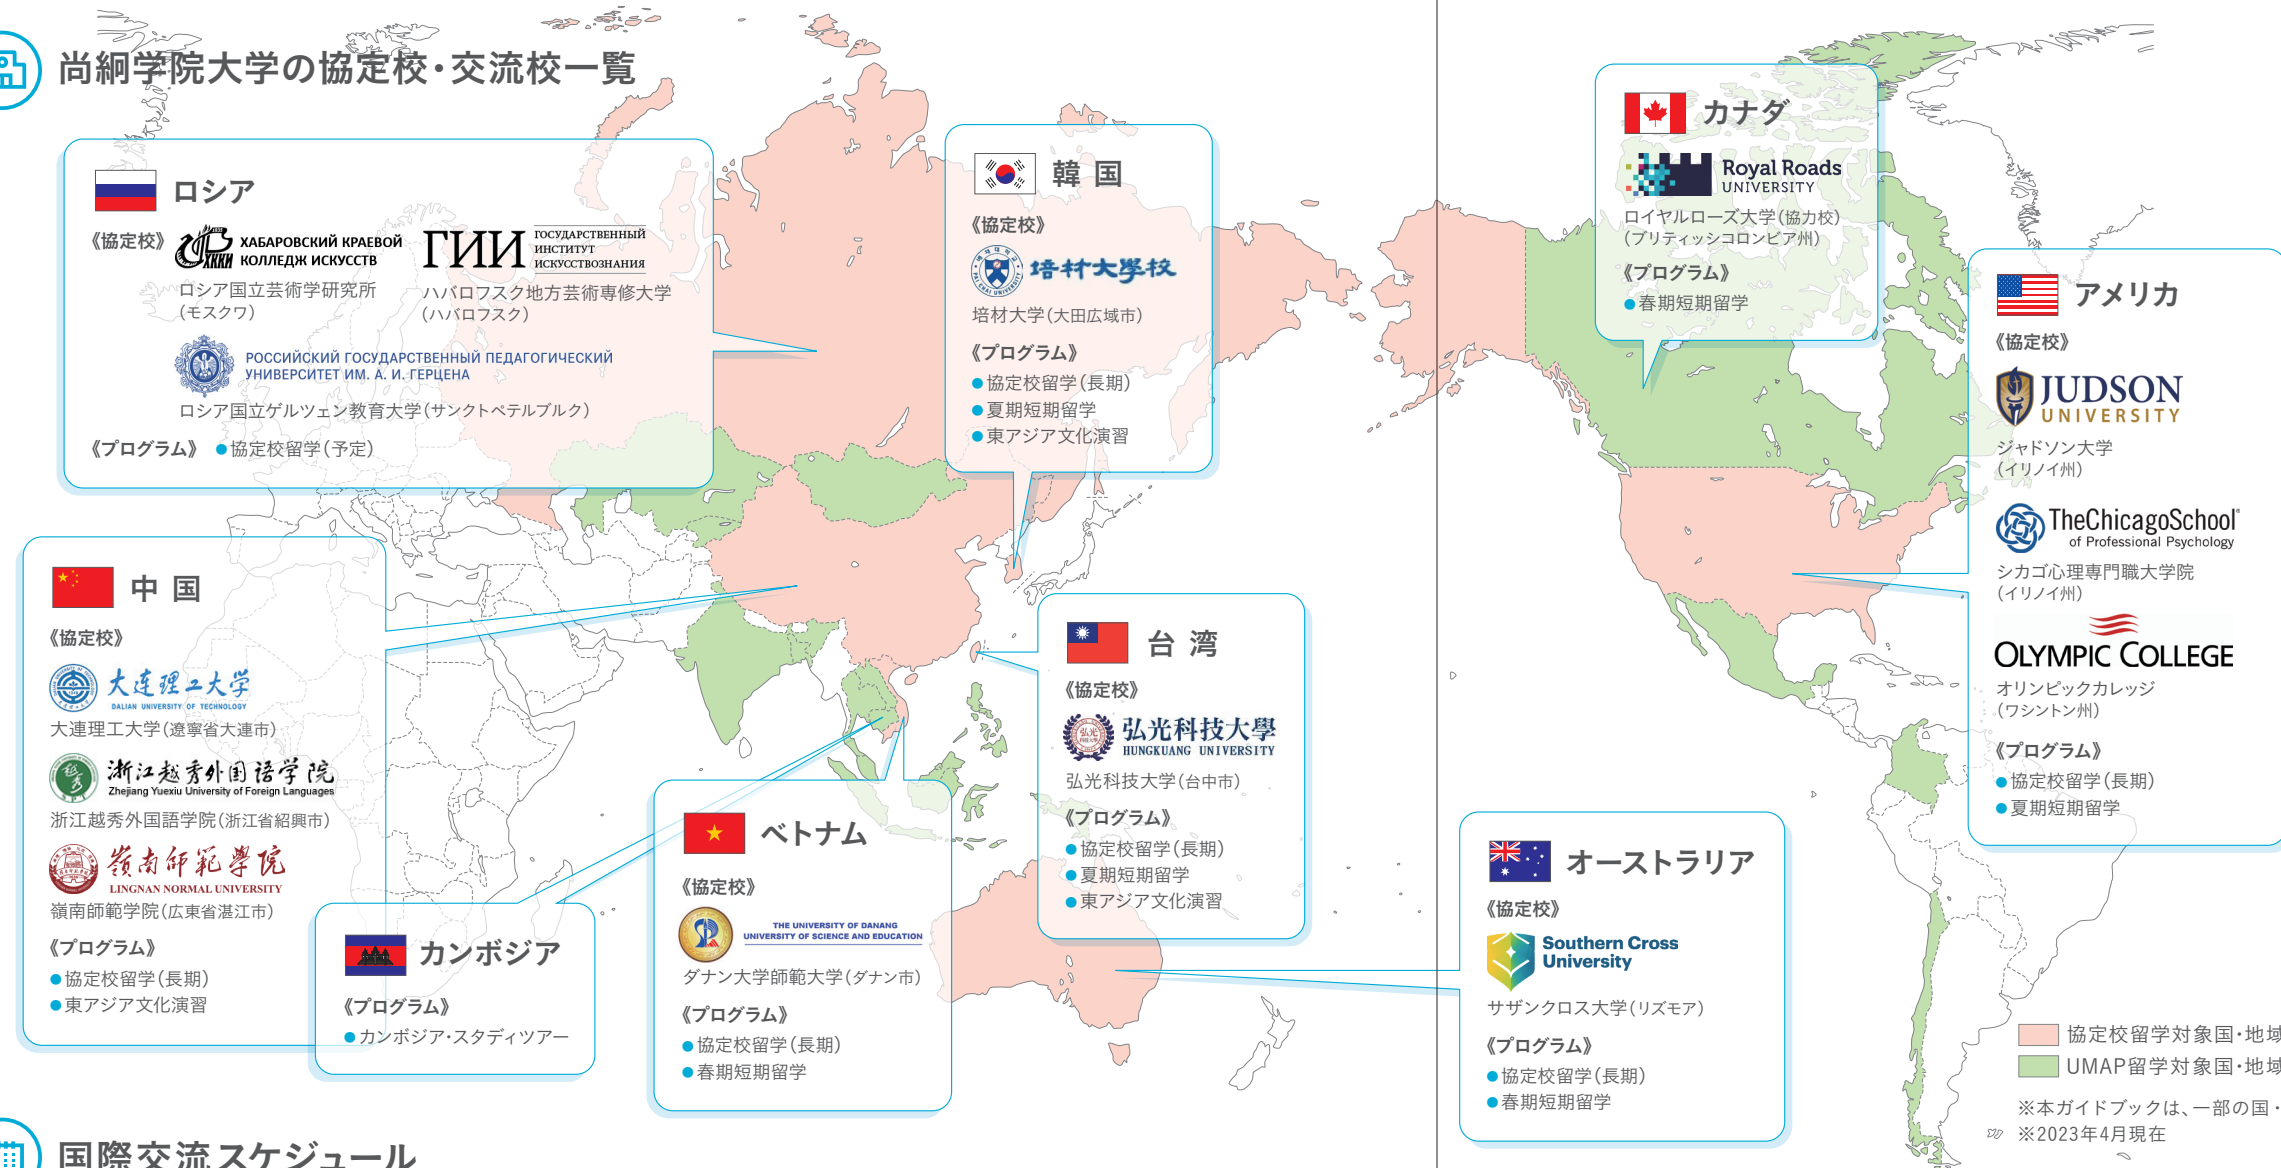 尚絅学院大学の協定校・交流校一覧
ロシア
《協定校》
ХАБАРОВСКИЙ КРАЕВОЙ
КОЛЛЕДЖ ИСКУССТВ
ХККИ
ロシア国立芸術学研究所
(モスクワ)
ГИИ
ГОСУДАРСТВЕННЫЙ
ИНСТИТУТ
ИСКУССТВОЗНАНИЯ
ハバロフスク地方芸術専修大学
(ハバロフスク)
РОССИЙСКИЙ ГОСУДАРСТВЕННЫЙ ПЕДАГОГИЧЕСКИЙ
УНИВЕРСИТЕТ ИМ. А. И. ГЕРЦЕНА
ロシア国立ゲルツェン教育大学(サンクトペテルブルク)
《プログラム》 ●協定校留学(予定)
韓国
《協定校》
培材大學校
培材大学(大田広域市)
《プログラム》
●協定校留学(長期)
●夏期短期留学
●東アジア文化演習
カナダ
Royal Roads
UNIVERSITY
ロイヤルローズ大学(協力校)
(ブリティッシュコロンビア州)
《プログラム》
●春期短期留学
アメリカ
《協定校》
JUDSON
UNIVERSITY
ジャドソン大学
(イリノイ州)
TheChicagoSchool®
of Professional Psychology
シカゴ心理専門職大学院
(イリノイ州)
OLYMPIC COLLEGE
オリンピックカレッジ
(ワシントン州)
《プログラム》
●協定校留学(長期)
●夏期短期留学
中国
《協定校》
大连理工大学
DALIAN UNIVERSITY OF TECHNOLOGY
大連理工大学(遼寧省大連市)
浙江越秀外国语学院
Zhejiang Yuexiu University of Foreign Languages
浙江越秀外国語学院(浙江省紹興市)
嶺南师範學院
LINGNAN NORMAL UNIVERSITY
嶺南師範学院(広東省湛江市)
《プログラム》
●協定校留学(長期)
●東アジア文化演習
カンボジア
《プログラム》
●カンボジア・スタディツアー
ベトナム
《協定校》
THE UNIVERSITY OF DANANG
UNIVERSITY OF SCIENCE AND EDUCATION
ダナン大学師範大学(ダナン市)
《プログラム》
●協定校留学(長期)
●春期短期留学
台湾
《協定校》
弘光科技大學
HUNGKUANG UNIVERSITY
弘光科技大学(台中市)
《プログラム》
●協定校留学(長期)
●夏期短期留学
●東アジア文化演習
オーストラリア
《協定校》
Southern Cross
University
サザンクロス大学(リズモア)
《プログラム》
●協定校留学(長期)
●春期短期留学
協定校留学対象国・地域
UMAP留学対象国・地域
※本ガイドブックは、一部の国・
※2023年4月現在
国際交流スケジュール